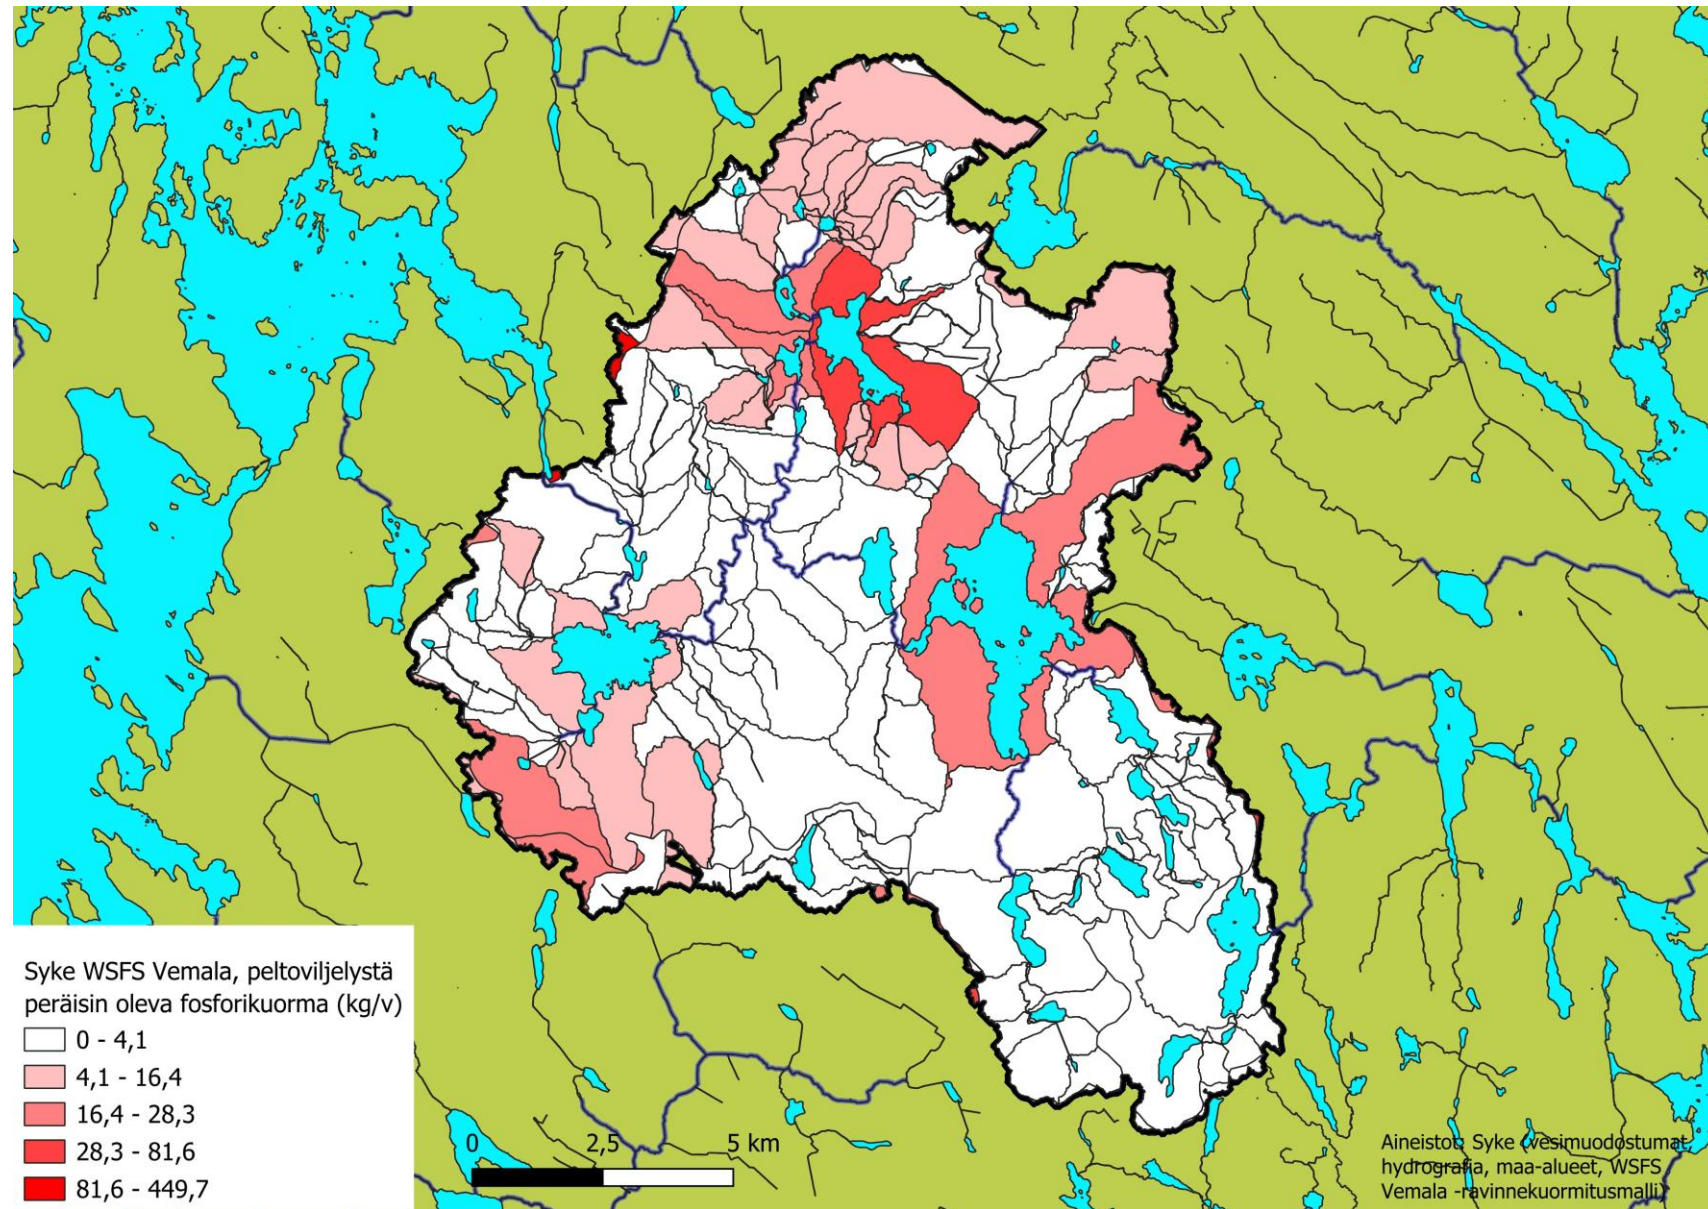 Syke WSFS Vemala, peltoviljelystä
peräisin oleva fosforikuorma (kg/v)
0 - 4,1
4,1 - 16,4
16,4 - 28,3
28,3 - 81,6
81,6 - 449,7
0 2,5 5 km
Aineistot: Syke (vesimuodostumat,
hydrografia, maa-alueet, WSFS
Vemala -ravinnekuormitusmalli)